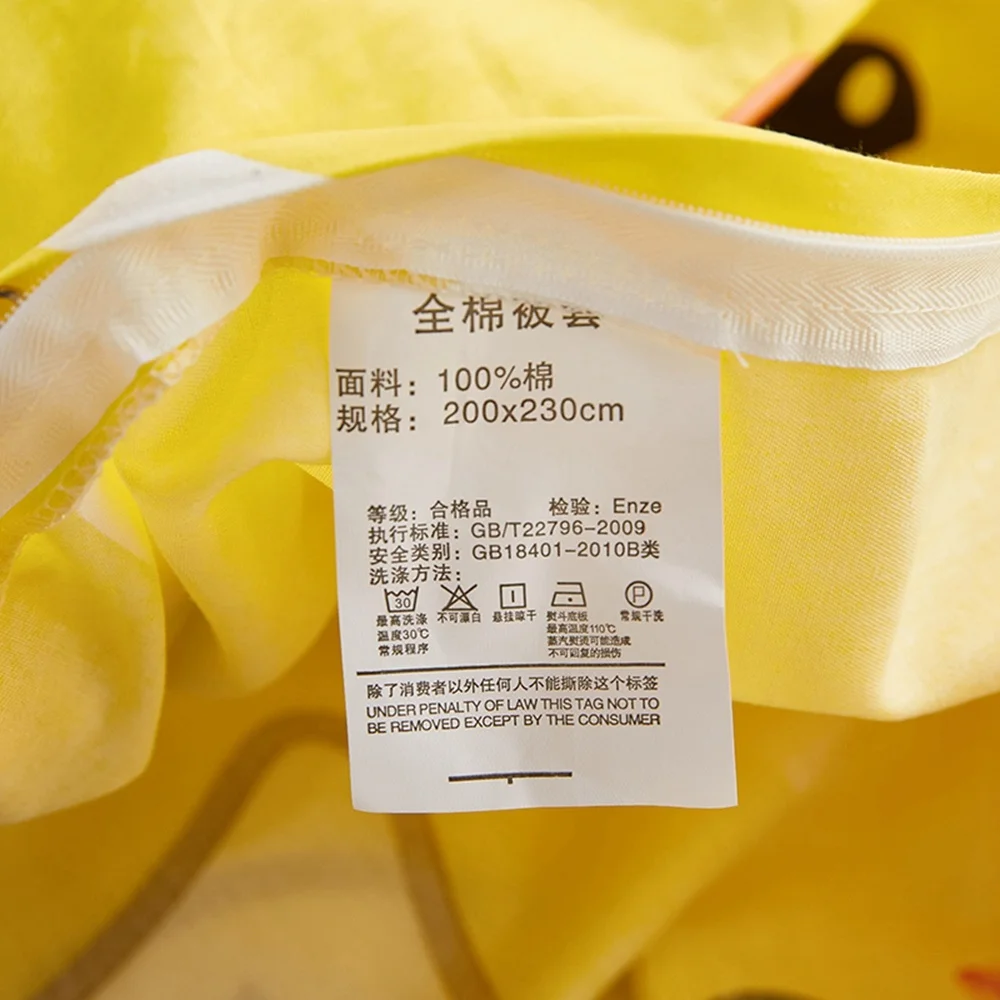 全棉被套
面料：100%棉
规格：200x230cm
等级：合格品 检验：Enze
执行标准：GB/T22796-2009
安全类别：GB18401-2010B类
洗涤方法：
30 P
最高洗涤 不可漂白 悬挂晾干 熨斗底板 常规干洗
温度30℃ 最高温度110℃
常规程序 蒸汽熨烫可能造成
不可回复的损伤
除了消费者以外任何人不能撕除这个标签
UNDER PENALTY OF LAW THIS TAG NOT TO
BE REMOVED EXCEPT BY THE CONSUMER